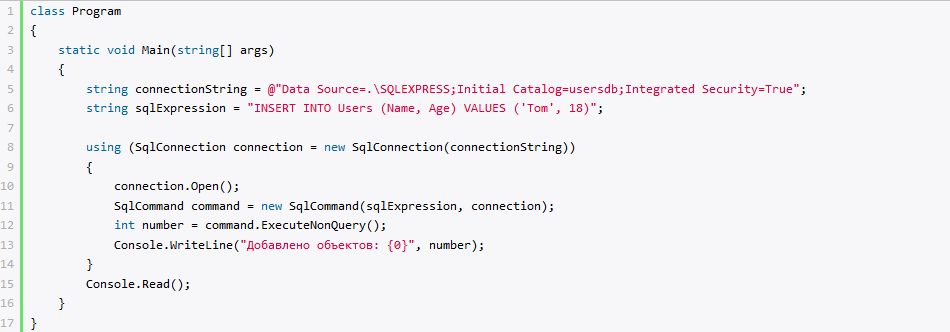 1 class Program
2 {
3     static void Main(string[] args)
4     {
5         string connectionString = @"Data Source=.\SQLEXPRESS;Initial Catalog=usersdb;Integrated Security=True";
6         string sqlExpression = "INSERT INTO Users (Name, Age) VALUES ('Tom', 18)";
7
8         using (SqlConnection connection = new SqlConnection(connectionString))
9         {
10             connection.Open();
11             SqlCommand command = new SqlCommand(sqlExpression, connection);
12             int number = command.ExecuteNonQuery();
13             Console.WriteLine("Добавлено объектов: {0}", number);
14         }
15         Console.Read();
16     }
17 }